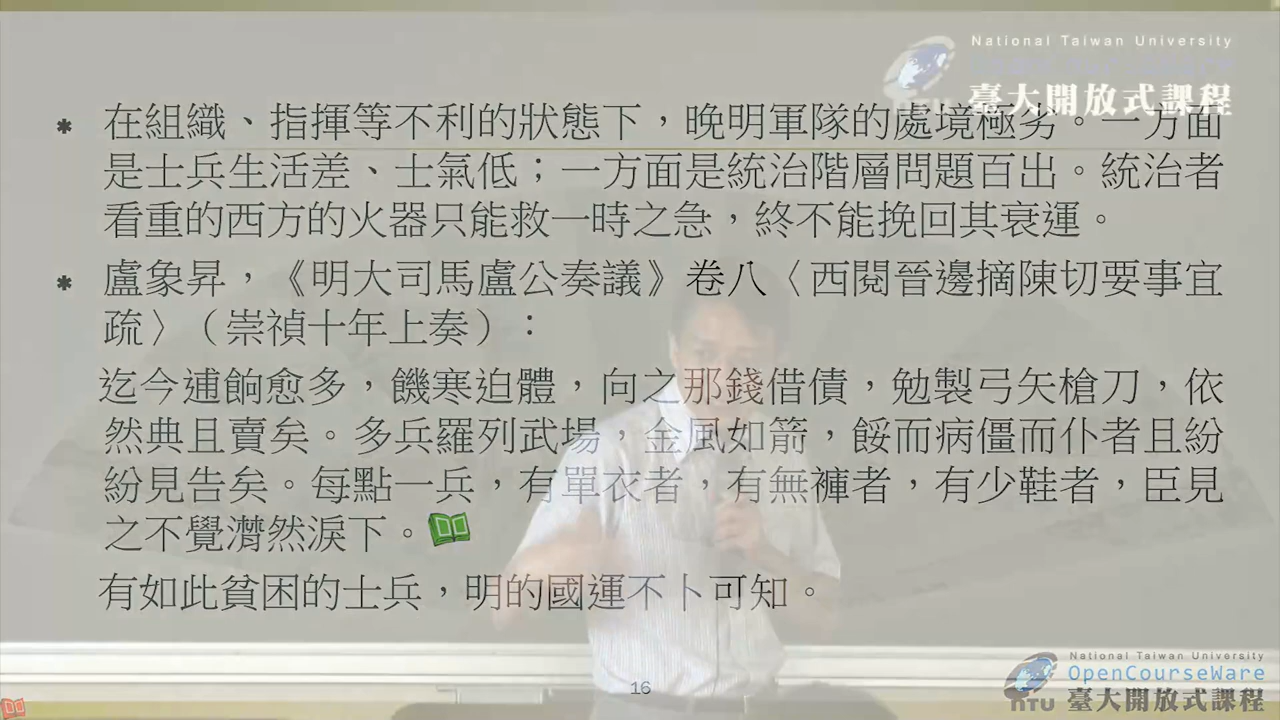 National Taiwan University
臺大開放式課程
* 在組織、指揮等不利的狀態下，晚明軍隊的處境極劣。一方面
是士兵生活差、士氣低；一方面是統治階層問題百出。統治者
看重的西方的火器只能救一時之急，終不能挽回其衰運。
* 盧象昇，《明大司馬盧公奏議》卷八〈西閱晉邊摘陳切要事宜
疏〉（崇禎十年上奏）：
迄今逋餉愈多，饑寒迫體，向之那錢借債，勉製弓矢槍刀，依
然典且賣矣。多兵羅列武場，金風如箭，餒而病僵而仆者且紛
紛見告矣。每點一兵，有單衣者，有無褲者，有少鞋者，臣見
之不覺潸然淚下。
有如此貧困的士兵，明的國運不卜可知。
16
National Taiwan University
OpenCourseWare
NTU 臺大開放式課程